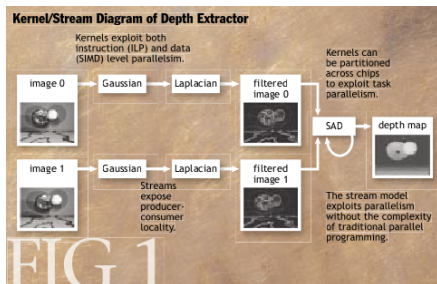 Kernel/Stream Diagram of Depth Extractor
Kernels exploit both
instruction (ILP) and data
(SIMD) level parallelsim.
Kernels can
be partitioned
across chips
to exploit task
parallelism.
image 0
Gaussian
Laplacian
filtered
image 0
SAD
depth map
image 1
Gaussian
Laplacian
filtered
image 1
Streams
expose
producer-
consumer
locality.
The stream model
exploits parallelism
without the complexity
of traditional parallel
programming.
FIG 1